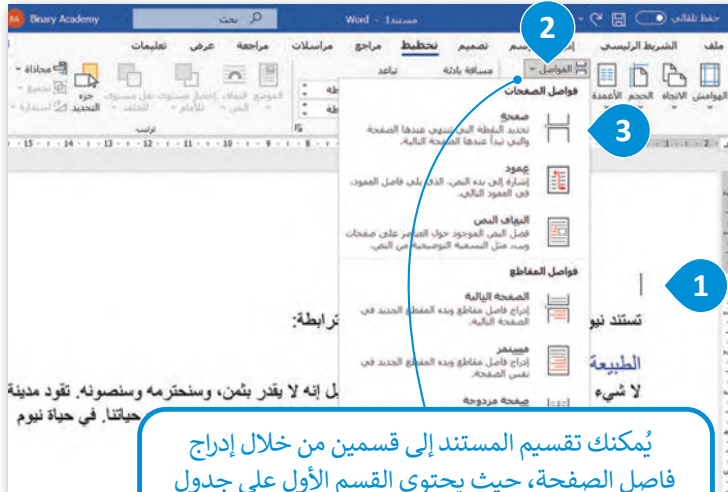 Binary Academy
بحث
مستند1 - Word
حفظ تلقائي
ملف
الشريط الرئيسي
تصميم
تخطيط
مراجع
مراسلات
مراجعة
عرض
تعليمات
2
الهوامش
الاتجاه
الحجم
الأعمدة
الفواصل
مسافة بادئة
تباعد
الموضع
جزء التحديد
محاذاة
تجميع
استدارة
ترتيب
فواصل الصفحات
صفحة
تحديد النقطة التي تنتهي عندها الصفحة
والتي تبدأ عندها الصفحة التالية.
3
عمود
إشارة إلى بدء النص، الذي يلي فاصل العمود،
في العمود التالي.
التفاف النص
فصل النص الموجود حول العناصر على صفحات
ويب، مثل التسمية التوضيحية من النص.
فواصل المقاطع
الصفحة التالية
إدراج فاصل مقاطع وبدء المقطع الجديد في
الصفحة التالية.
مستمر
إدراج فاصل مقاطع وبدء المقطع الجديد في
نفس الصفحة.
صفحة مزدوجة
1
تستند نيو
ترابطة:
الطبيعة
لا شيء
ل إنه لا يقدر بثمن، وسنحترمه وسنصونه. تقود مدينة
حياتنا. في حياة نيوم
يُمكنك تقسيم المستند إلى قسمين من خلال إدراج
فاصل الصفحة، حيث يحتوي القسم الأول على جدول